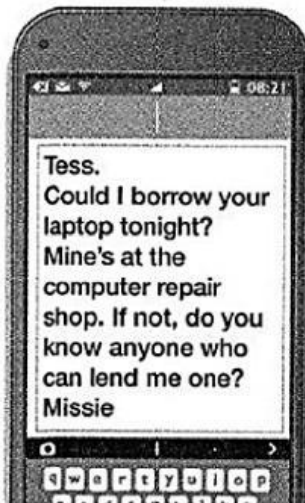 08:21
Tess.
Could I borrow your
laptop tonight?
Mine's at the
computer repair
shop. If not, do you
know anyone who
can lend me one?
Missie
q w e r t y u i o p